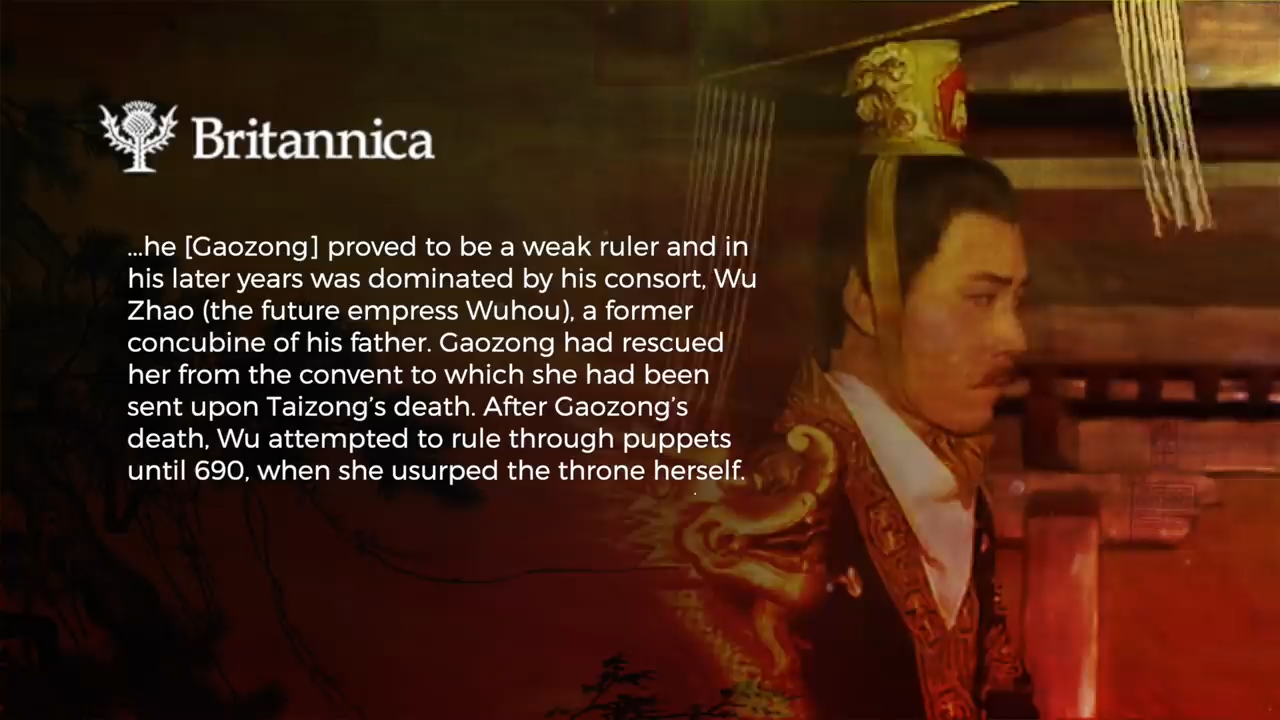 Britannica
...he [Gaozong] proved to be a weak ruler and in
his later years was dominated by his consort, Wu
Zhao (the future empress Wuhou), a former
concubine of his father. Gaozong had rescued
her from the convent to which she had been
sent upon Taizong’s death. After Gaozong’s
death, Wu attempted to rule through puppets
until 690, when she usurped the throne herself.